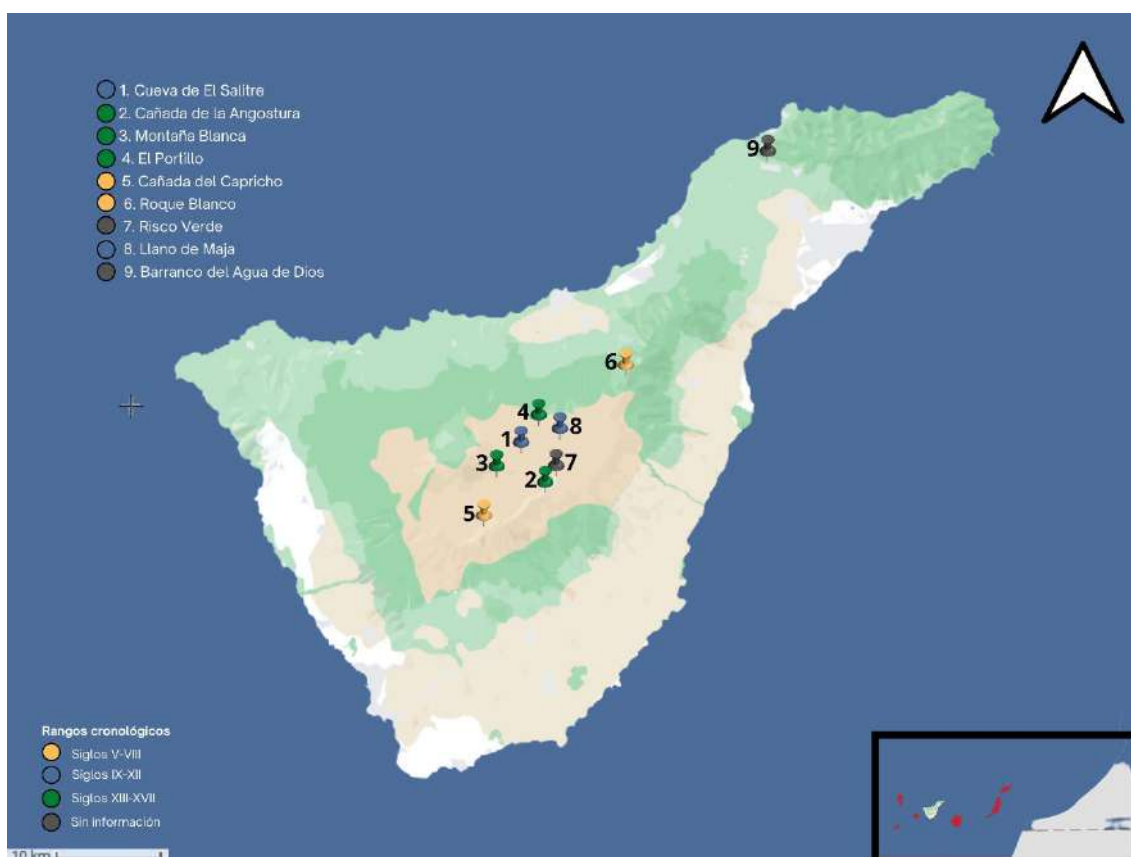 1. Cueva de El Salitre
2. Cañada de la Angostura
3. Montaña Blanca
4. El Portillo
5. Cañada del Capricho
6. Roque Blanco
7. Risco Verde
8. Llano de Maja
9. Barranco del Agua de Dios
9
6
4
8
1
3
7
2
5
Rangos cronológicos
Siglos V-VIII
Siglos IX-XII
Siglos XIII-XVII
Sin información
10 km